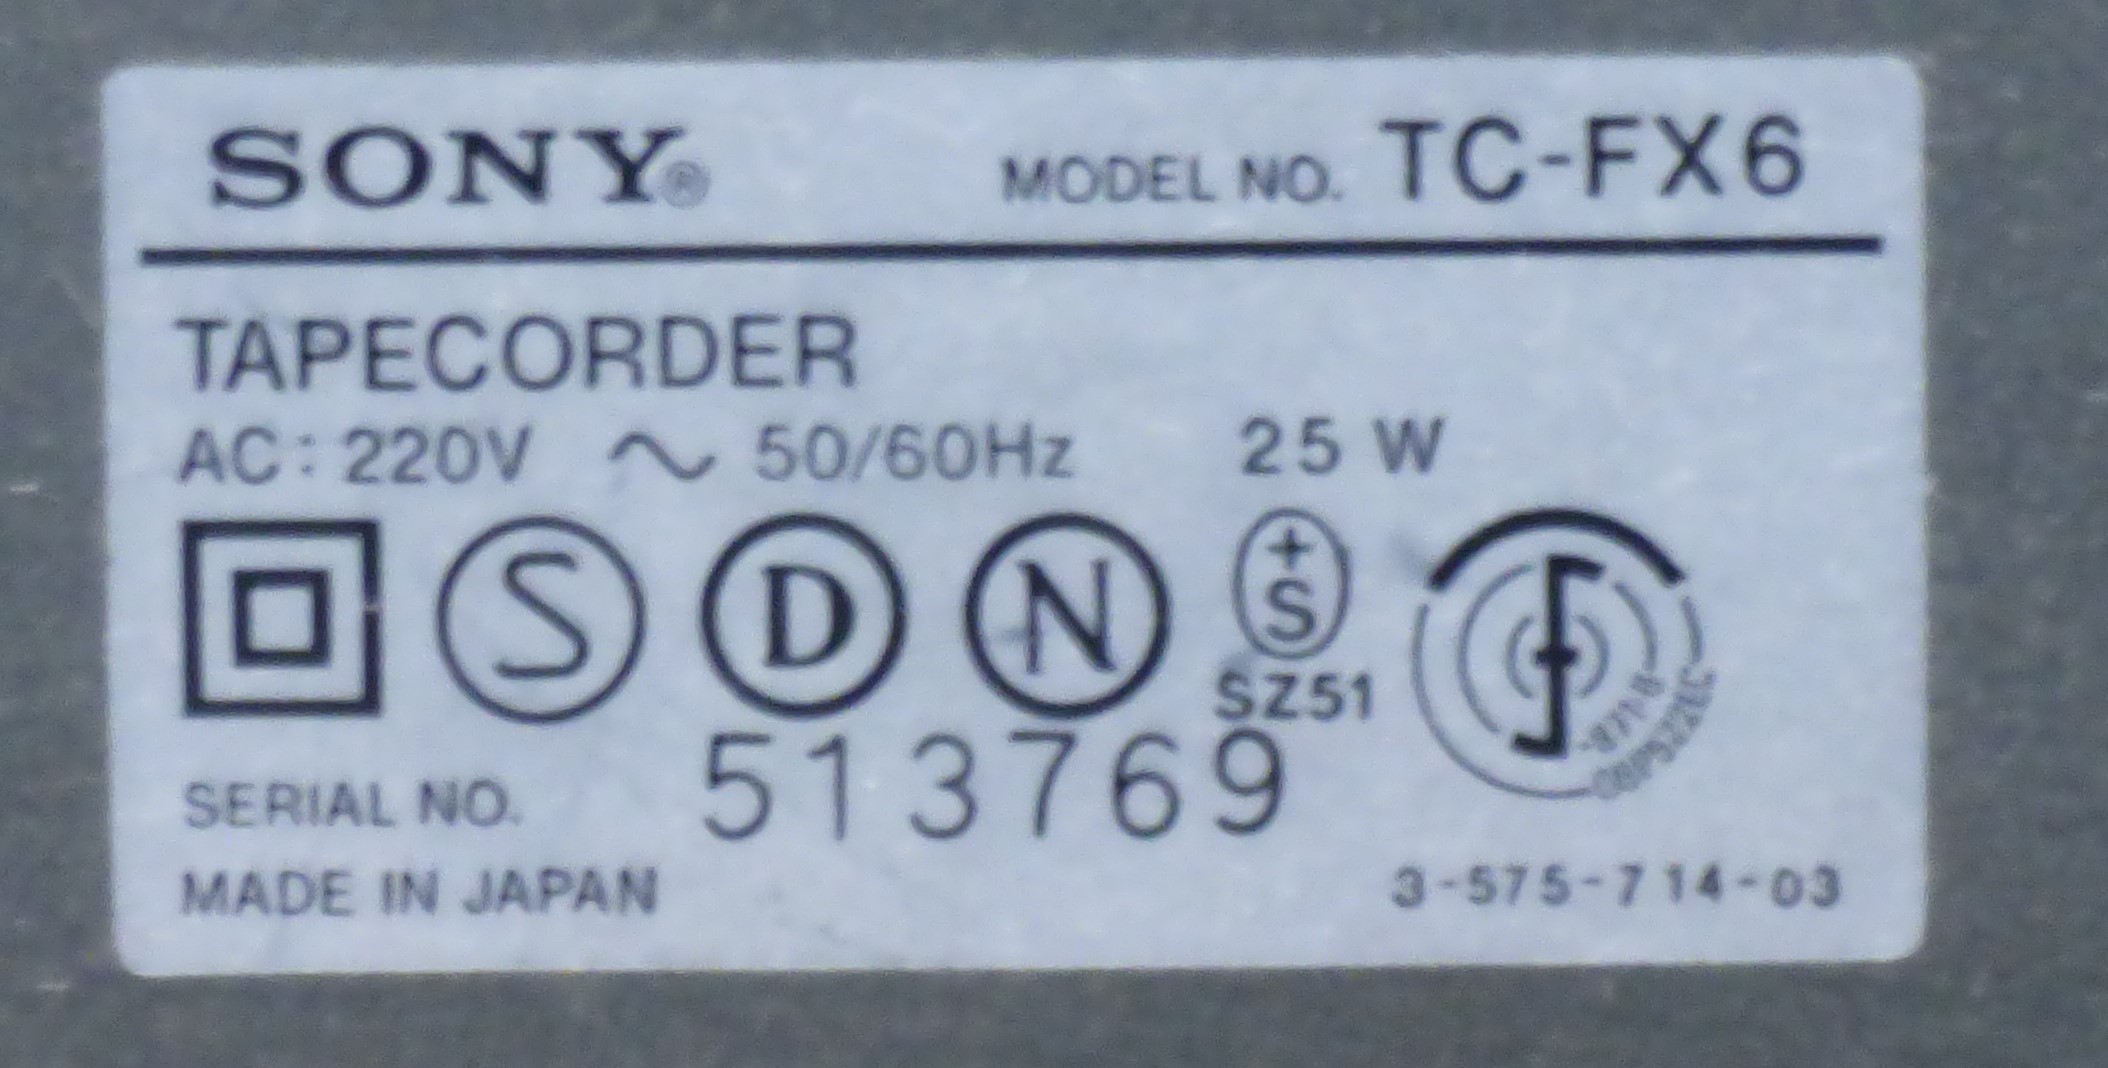 SONY® MODEL NO. TC-FX6
TAPECORDER
AC: 220V ~ 50/60Hz 25 W
S D N +S
SZ51
SERIAL NO. 513769
MADE IN JAPAN 3-575-714-03